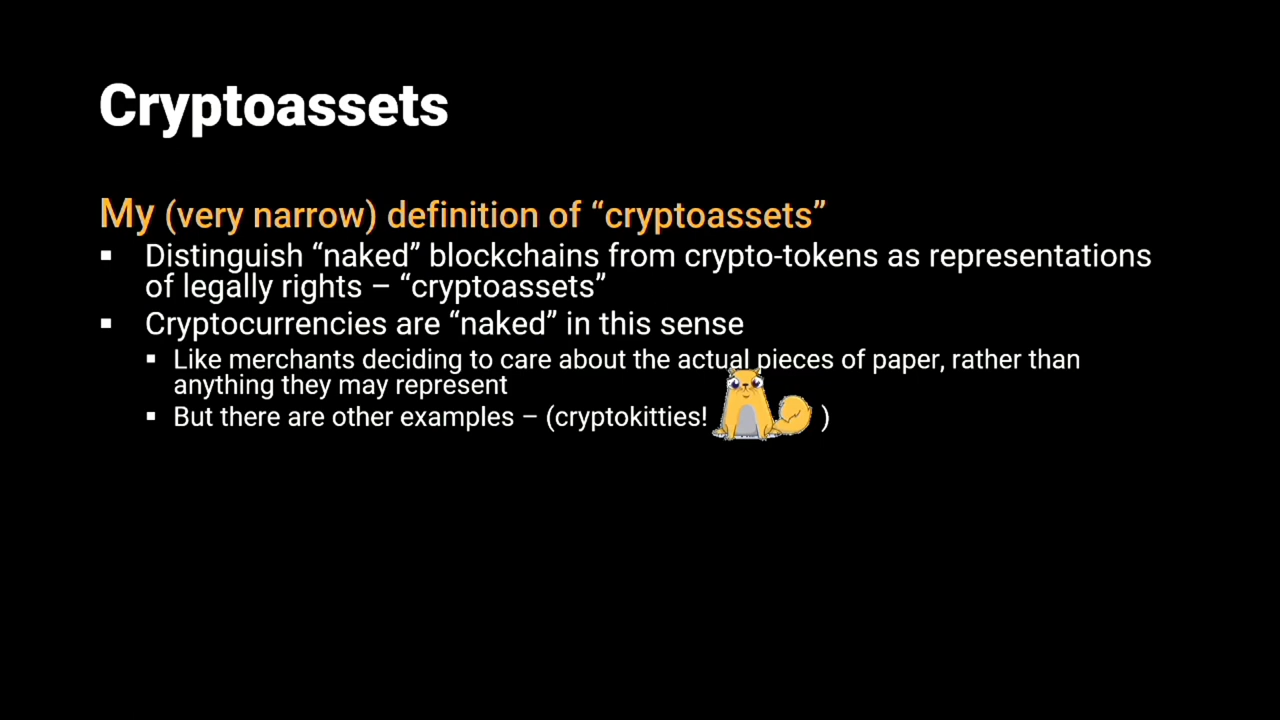 Cryptoassets
My (very narrow) definition of “cryptoassets”
▪ Distinguish “naked” blockchains from crypto-tokens as representations
of legally rights – “cryptoassets”
▪ Cryptocurrencies are “naked” in this sense
▪ Like merchants deciding to care about the actual pieces of paper, rather than
anything they may represent
▪ But there are other examples – (cryptokitties! )